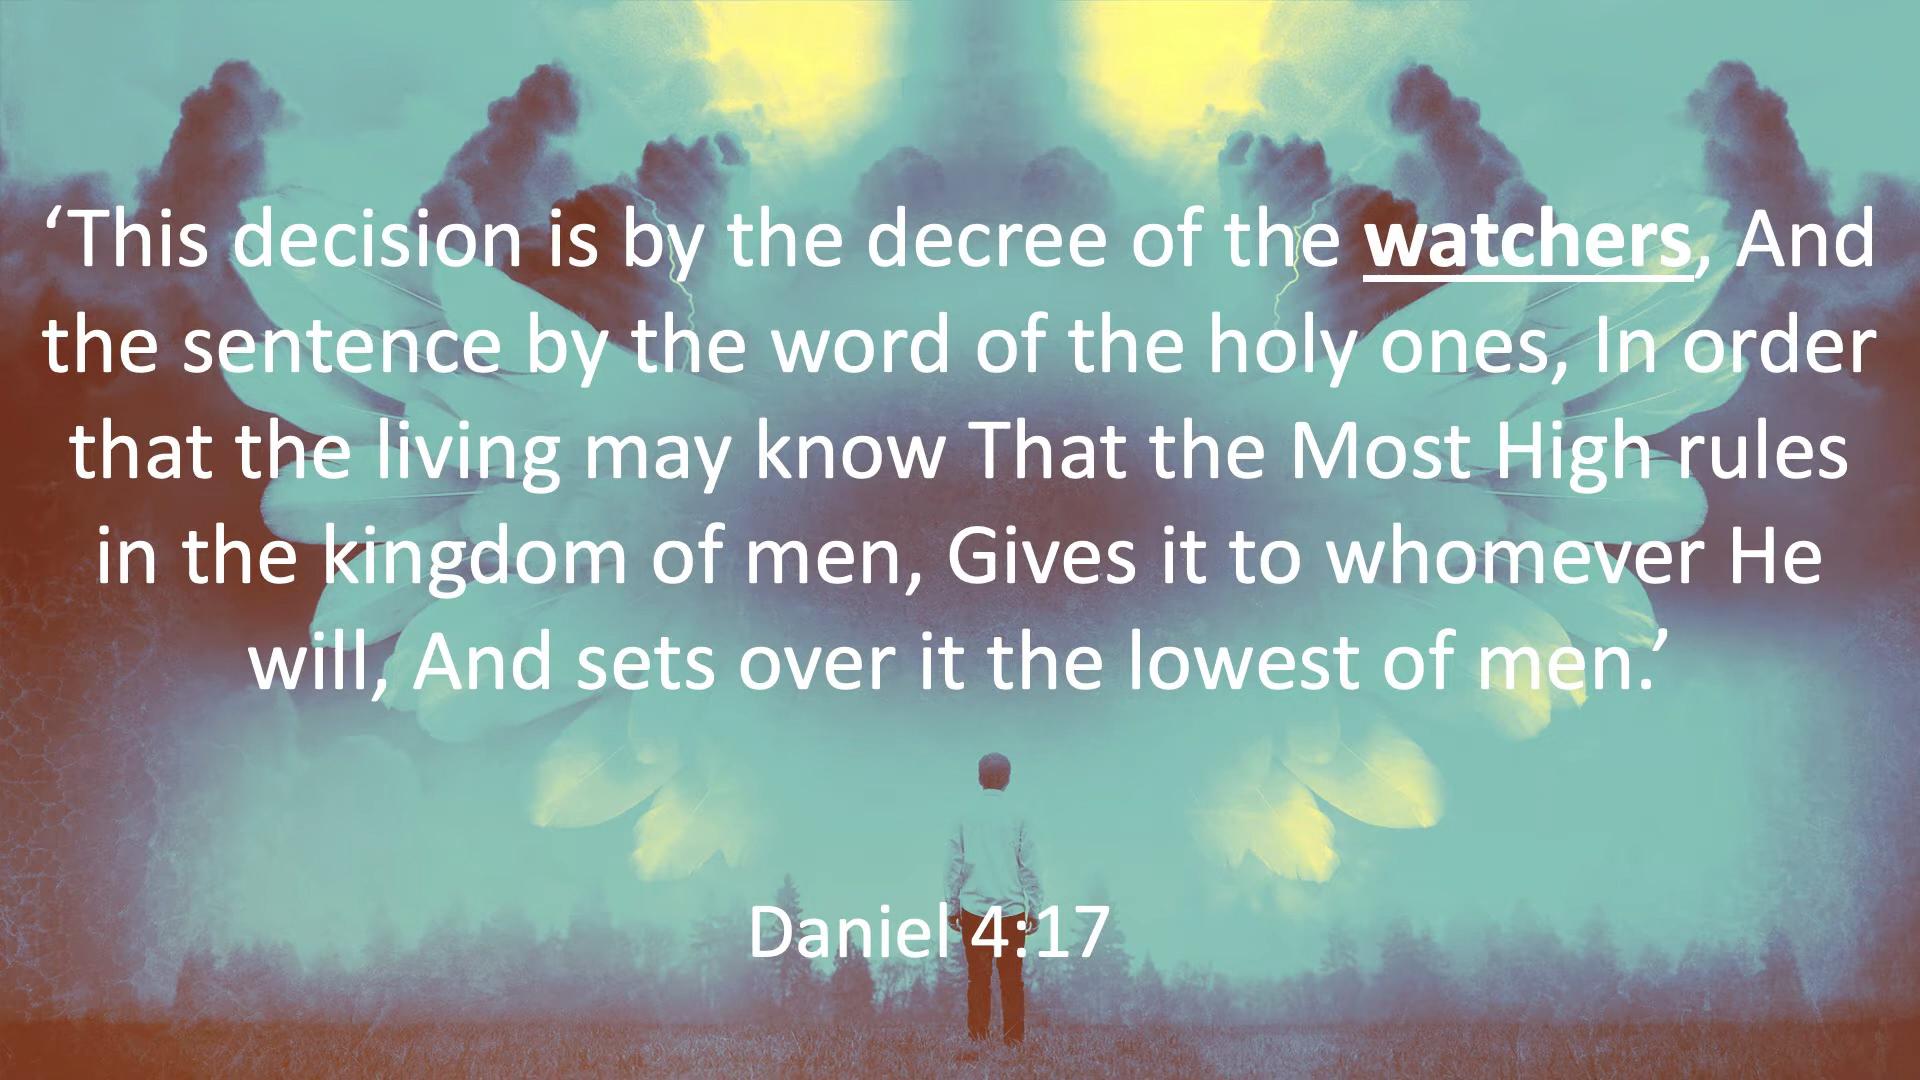 ‘This decision is by the decree of the watchers, And
the sentence by the word of the holy ones, In order
that the living may know That the Most High rules
in the kingdom of men, Gives it to whomever He
will, And sets over it the lowest of men.’
Daniel 4:17